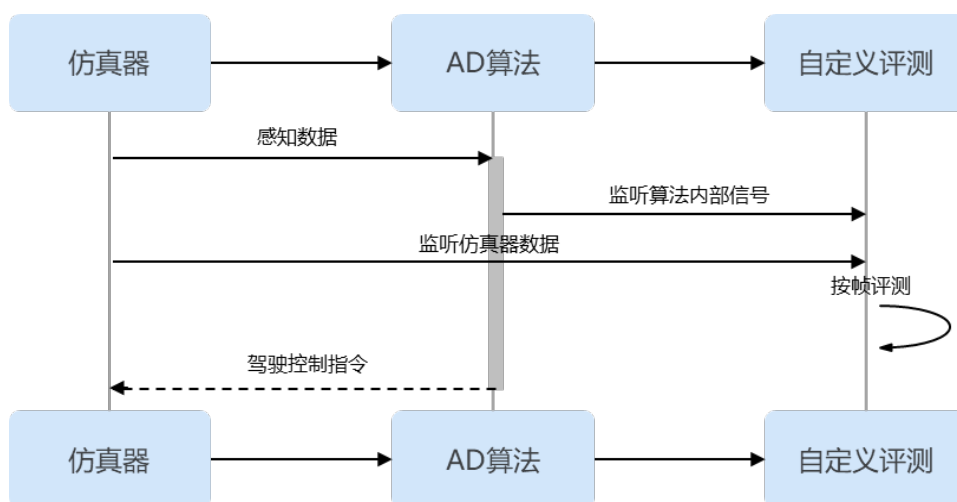 仿真器
AD算法
自定义评测
感知数据
监听算法内部信号
监听仿真器数据
按帧评测
驾驶控制指令
仿真器
AD算法
自定义评测